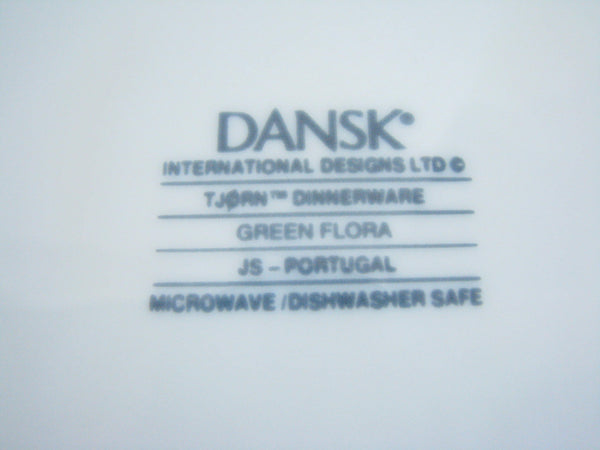 DANSK®
INTERNATIONAL DESIGNS LTD ©
TJØRN™ DINNERWARE
GREEN FLORA
JS – PORTUGAL
MICROWAVE / DISHWASHER SAFE